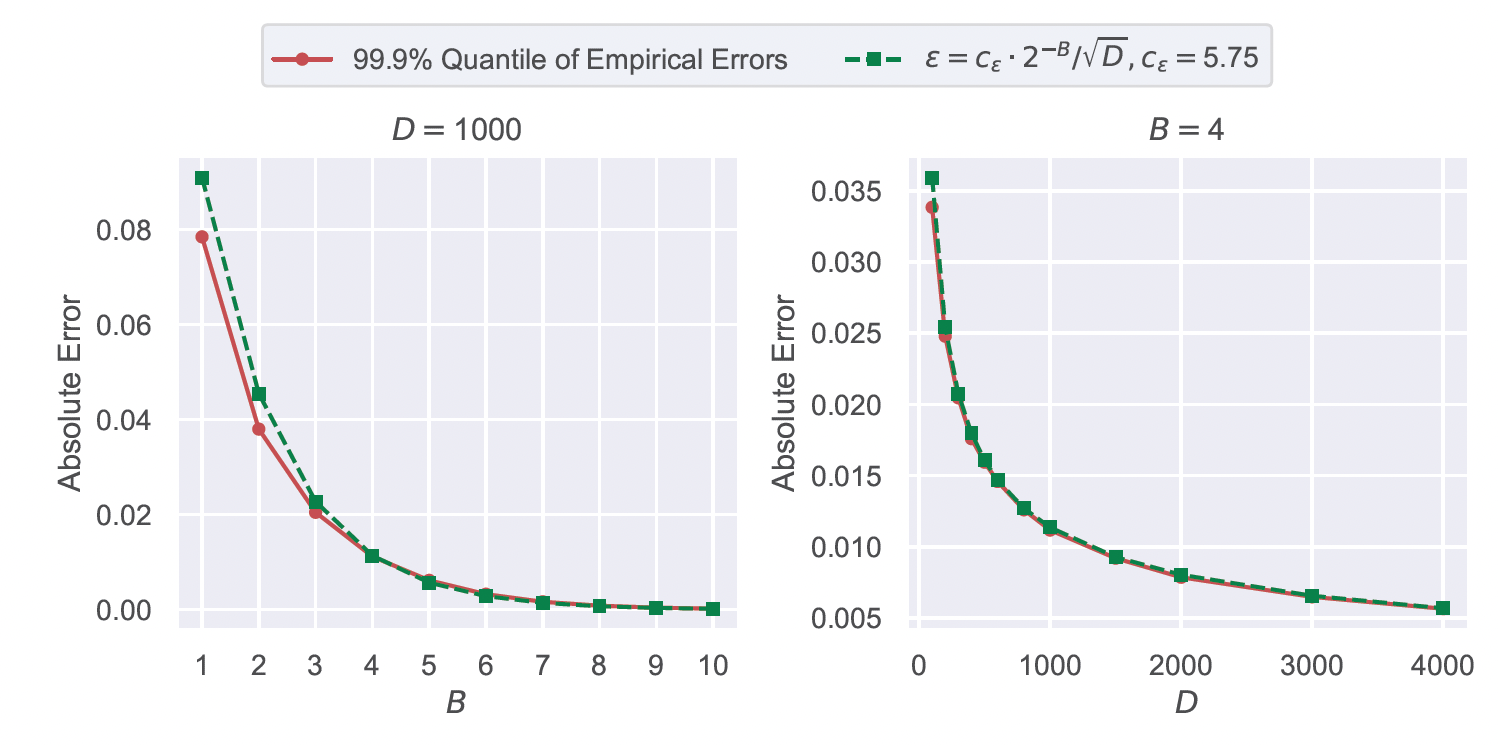 99.9% Quantile of Empirical Errors
ε = c_ε · 2^{−B}/√D, c_ε = 5.75
D = 1000
B = 4
Absolute Error
0.08
0.06
0.04
0.02
0.00
1 2 3 4 5 6 7 8 9 10
B
Absolute Error
0.035
0.030
0.025
0.020
0.015
0.010
0.005
0 1000 2000 3000 4000
D